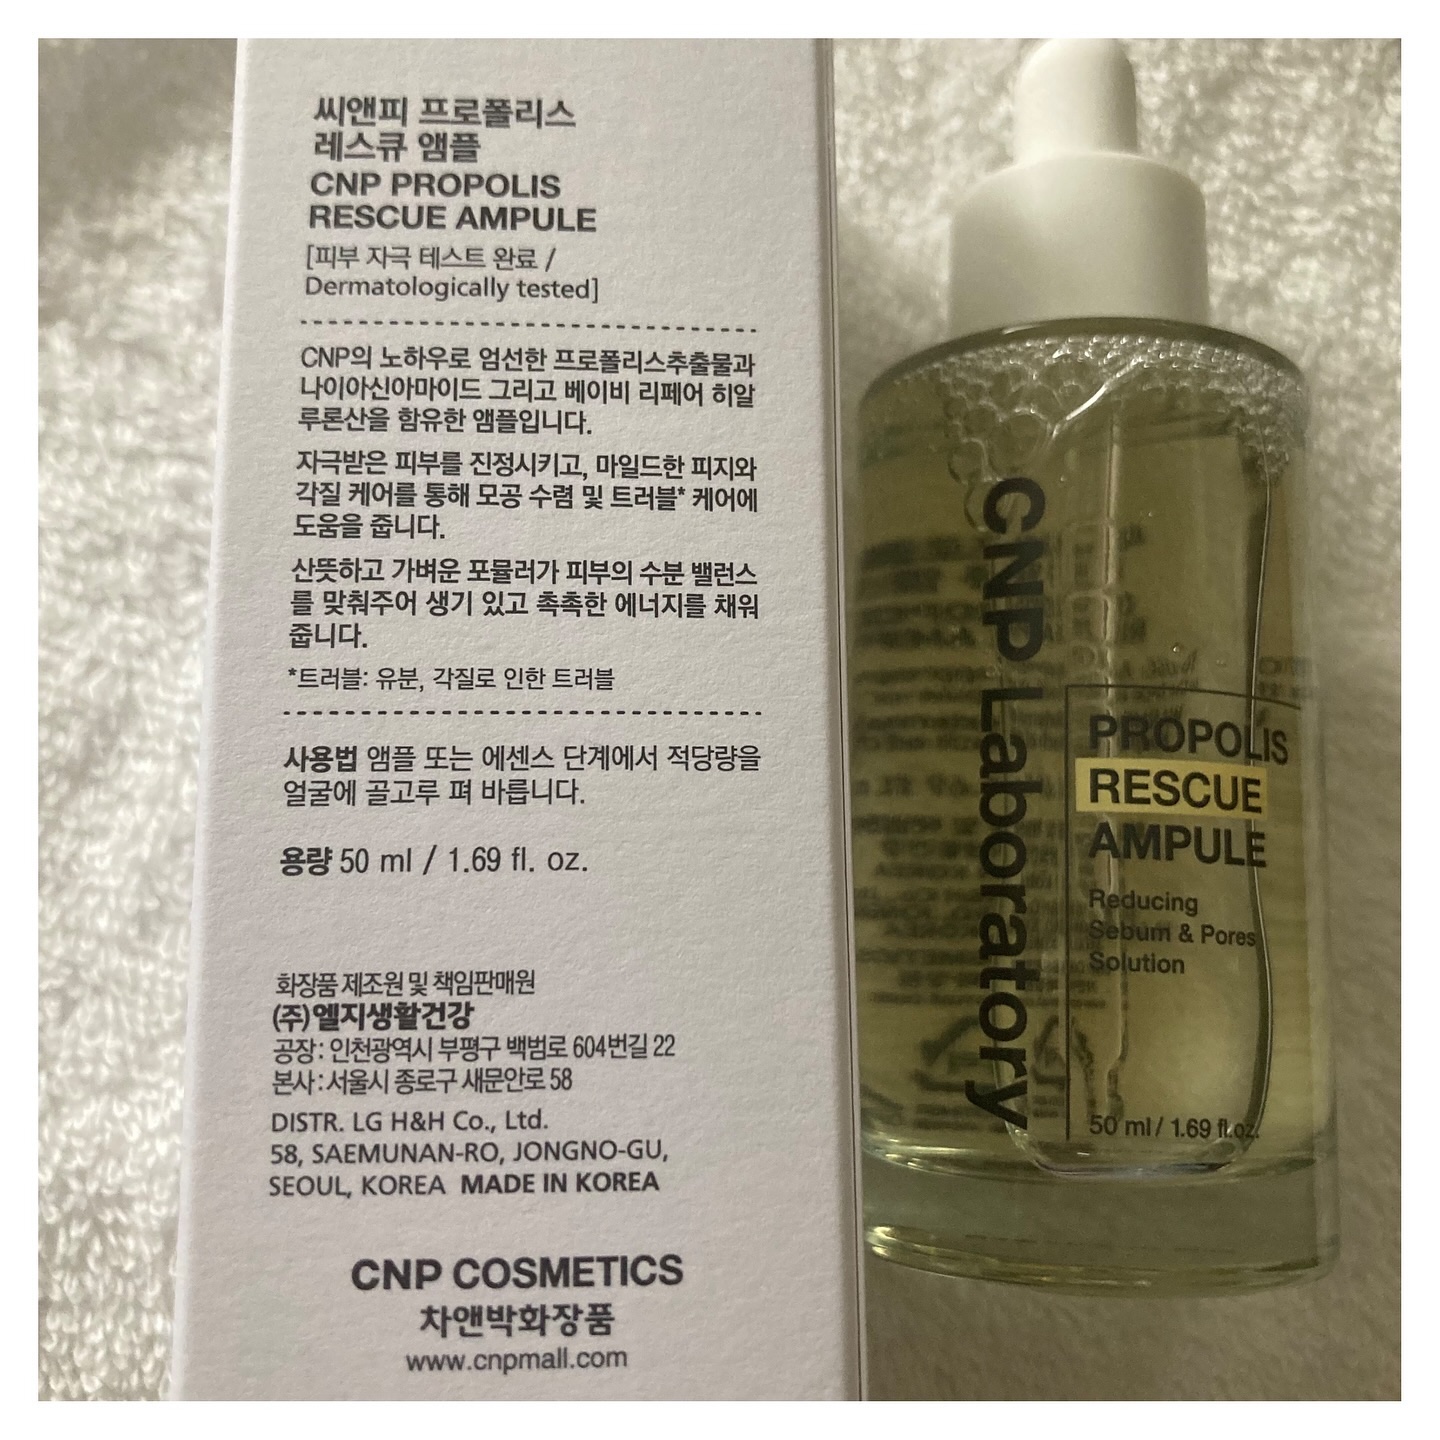 씨앤피 프로폴리스
레스큐 앰플
CNP PROPOLIS
RESCUE AMPULE
[피부 자극 테스트 완료 /
Dermatologically tested]
CNP의 노하우로 엄선한 프로폴리스추출물과
나이아신아마이드 그리고 베이비 리페어 히알
루론산을 함유한 앰플입니다.
자극받은 피부를 진정시키고, 마일드한 피지와
각질 케어를 통해 모공 수렴 및 트러블* 케어에
도움을 줍니다.
산뜻하고 가벼운 포뮬러가 피부의 수분 밸런스
를 맞춰주어 생기 있고 촉촉한 에너지를 채워
줍니다.
*트러블: 유분, 각질로 인한 트러블
사용법 앰플 또는 에센스 단계에서 적당량을
얼굴에 골고루 펴 바릅니다.
용량 50 ml / 1.69 fl. oz.
화장품 제조원 및 책임판매원
(주)엘지생활건강
공장: 인천광역시 부평구 백범로 604번길 22
본사: 서울시 종로구 새문안로 58
DISTR. LG H&H Co., Ltd.
58, SAEMUNAN-RO, JONGNO-GU,
SEOUL, KOREA MADE IN KOREA
CNP COSMETICS
차앤박화장품
www.cnpmall.com
CNP Laboratory
PROPOLIS
RESCUE
AMPULE
Reducing
Sebum & Pores
Solution
50 ml / 1.69 fl.oz.